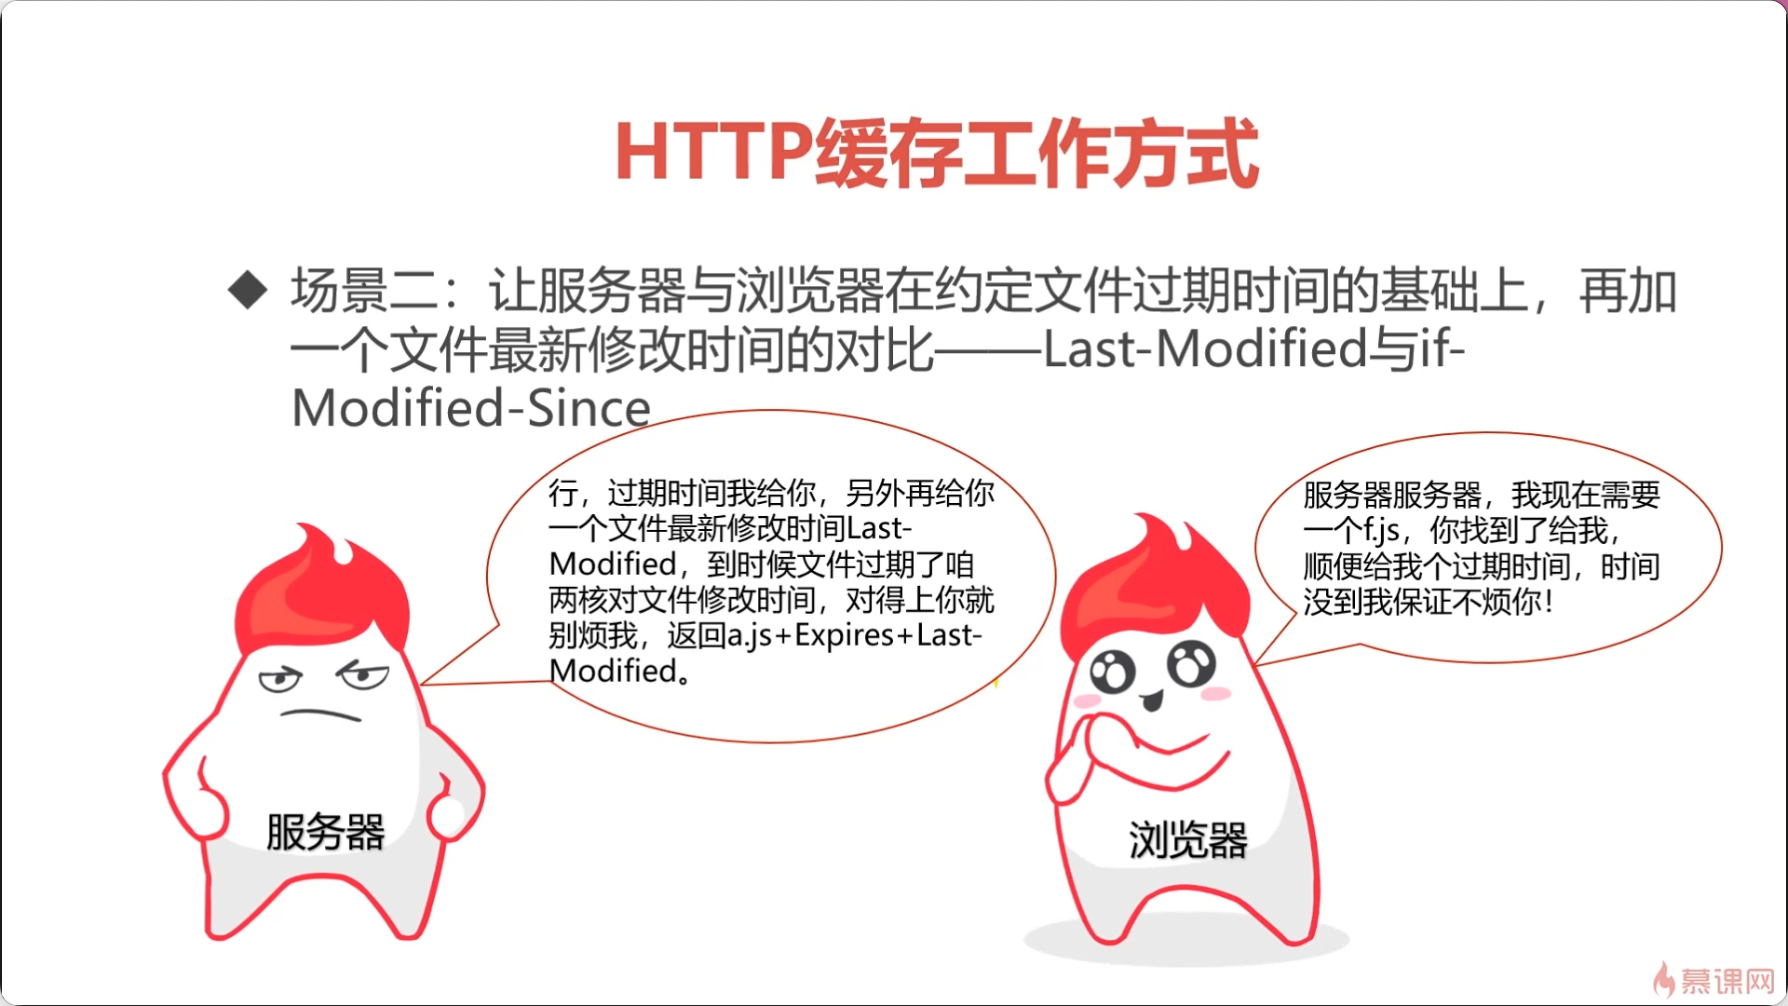 HTTP缓存工作方式
◆ 场景二：让服务器与浏览器在约定文件过期时间的基础上，再加
一个文件最新修改时间的对比——Last-Modified与if-
Modified-Since
行，过期时间我给你，另外再给你
一个文件最新修改时间Last-
Modified，到时候文件过期了咱
两核对文件修改时间，对得上你就
别烦我，返回a.js+Expires+Last-
Modified。
服务器服务器，我现在需要
一个f.js，你找到了给我，
顺便给我个过期时间，时间
没到我保证不烦你！
服务器
浏览器
慕课网